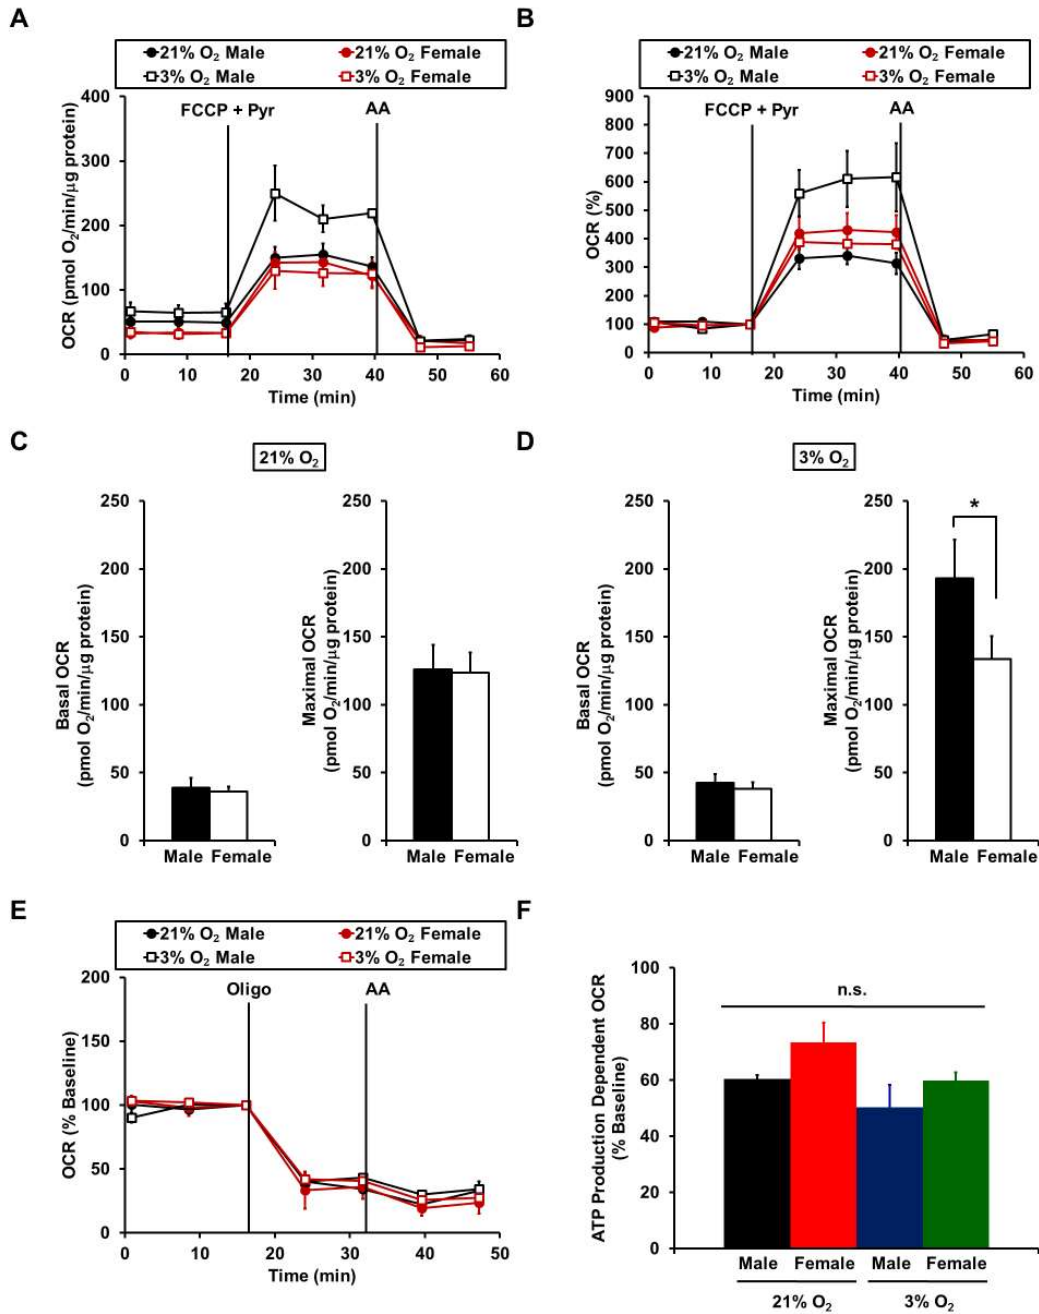 A
21% O₂ Male 21% O₂ Female
3% O₂ Male 3% O₂ Female
400
300
200
100
0
FCCP + Pyr AA
OCR (pmol O₂/min/µg protein)
0 10 20 30 40 50 60
Time (min)
B
21% O₂ Male 21% O₂ Female
3% O₂ Male 3% O₂ Female
900
800
700
600
500
400
300
200
100
0
FCCP + Pyr AA
OCR (%)
0 10 20 30 40 50 60
Time (min)
C
21% O₂
250
200
150
100
50
0
Basal OCR
(pmol O₂/min/µg protein)
Male Female
250
200
150
100
50
0
Maximal OCR
(pmol O₂/min/µg protein)
Male Female
D
3% O₂
250
200
150
100
50
0
Basal OCR
(pmol O₂/min/µg protein)
Male Female
250
200
150
100
50
0
Maximal OCR
(pmol O₂/min/µg protein)
*
Male Female
E
21% O₂ Male 21% O₂ Female
3% O₂ Male 3% O₂ Female
200
150
100
50
0
Oligo AA
OCR (% Baseline)
0 10 20 30 40 50
Time (min)
F
100
80
60
40
20
0
n.s.
ATP Production Dependent OCR
(% Baseline)
Male Female Male Female
21% O₂ 3% O₂